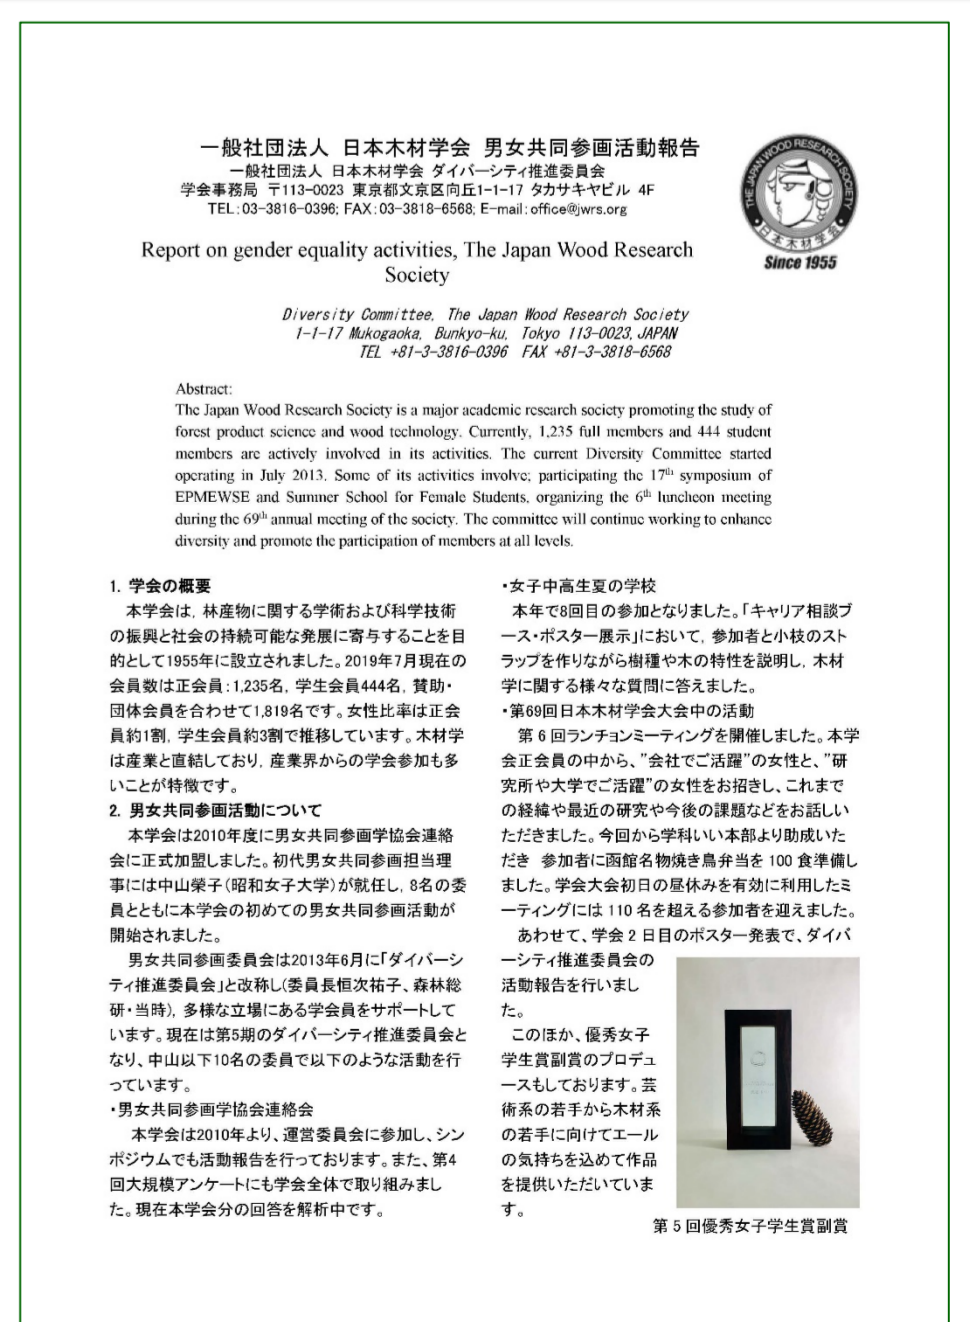 一般社団法人 日本木材学会 男女共同参画活動報告
一般社団法人 日本木材学会 ダイバーシティ推進委員会
学会事務局 〒113-0023 東京都文京区向丘1-1-17 タカサキヤビル 4F
TEL:03-3816-0396; FAX:03-3818-6568; E-mail:office@jwrs.org
THE JAPAN WOOD RESEARCH SOCIETY
・日本木材学会・
Since 1955
Report on gender equality activities, The Japan Wood Research
Society
Diversity Committee, The Japan Wood Research Society
1-1-17 Mukogaoka, Bunkyo-ku, Tokyo 113-0023, JAPAN
TEL +81-3-3816-0396 FAX +81-3-3818-6568
Abstract:
The Japan Wood Research Society is a major academic research society promoting the study of
forest product science and wood technology. Currently, 1,235 full members and 444 student
members are actively involved in its activities. The current Diversity Committee started
operating in July 2013. Some of its activities involve; participating the 17th symposium of
EPMEWSE and Summer School for Female Students, organizing the 6th luncheon meeting
during the 69th annual meeting of the society. The committee will continue working to enhance
diversity and promote the participation of members at all levels.
1. 学会の概要
本学会は, 林産物に関する学術および科学技術
の振興と社会の持続可能な発展に寄与することを目
的として1955年に設立されました。2019年7月現在の
会員数は正会員:1,235名, 学生会員444名, 賛助・
団体会員を合わせて1,819名です。女性比率は正会
員約1割, 学生会員約3割で推移しています。木材学
は産業と直結しており, 産業界からの学会参加も多
いことが特徴です。
2. 男女共同参画活動について
本学会は2010年度に男女共同参画学協会連絡
会に正式加盟しました。初代男女共同参画担当理
事には中山榮子(昭和女子大学)が就任し, 8名の委
員とともに本学会の初めての男女共同参画活動が
開始されました。
男女共同参画委員会は2013年6月に「ダイバーシ
ティ推進委員会」と改称し(委員長恒次祐子、森林総
研・当時), 多様な立場にある学会員をサポートして
います。現在は第5期のダイバーシティ推進委員会と
なり、中山以下10名の委員で以下のような活動を行
っています。
・男女共同参画学協会連絡会
本学会は2010年より、運営委員会に参加し、シン
ポジウムでも活動報告を行っております。また、第4
回大規模アンケートにも学会全体で取り組みまし
た。現在本学会分の回答を解析中です。
・女子中高生夏の学校
本年で8回目の参加となりました。「キャリア相談ブ
ース・ポスター展示」において, 参加者と小枝のスト
ラップを作りながら樹種や木の特性を説明し, 木材
学に関する様々な質問に答えました。
・第69回日本木材学会大会中の活動
第 6 回ランチョンミーティングを開催しました。本学
会正会員の中から、”会社でご活躍”の女性と、”研
究所や大学でご活躍”の女性をお招きし、これまで
の経緯や最近の研究や今後の課題などをお話しい
ただきました。今回から学科いい本部より助成いた
だき 参加者に函館名物焼き鳥弁当を 100 食準備し
ました。学会大会初日の昼休みを有効に利用したミ
ーティングには 110 名を超える参加者を迎えました。
あわせて、学会 2 日目のポスター発表で、ダイバ
ーシティ推進委員会の
活動報告を行いまし
た。
このほか、優秀女子
学生賞副賞のプロデュ
ースもしております。芸
術系の若手から木材系
の若手に向けてエール
の気持ちを込めて作品
を提供いただいていま
す。
第 5 回優秀女子学生賞副賞